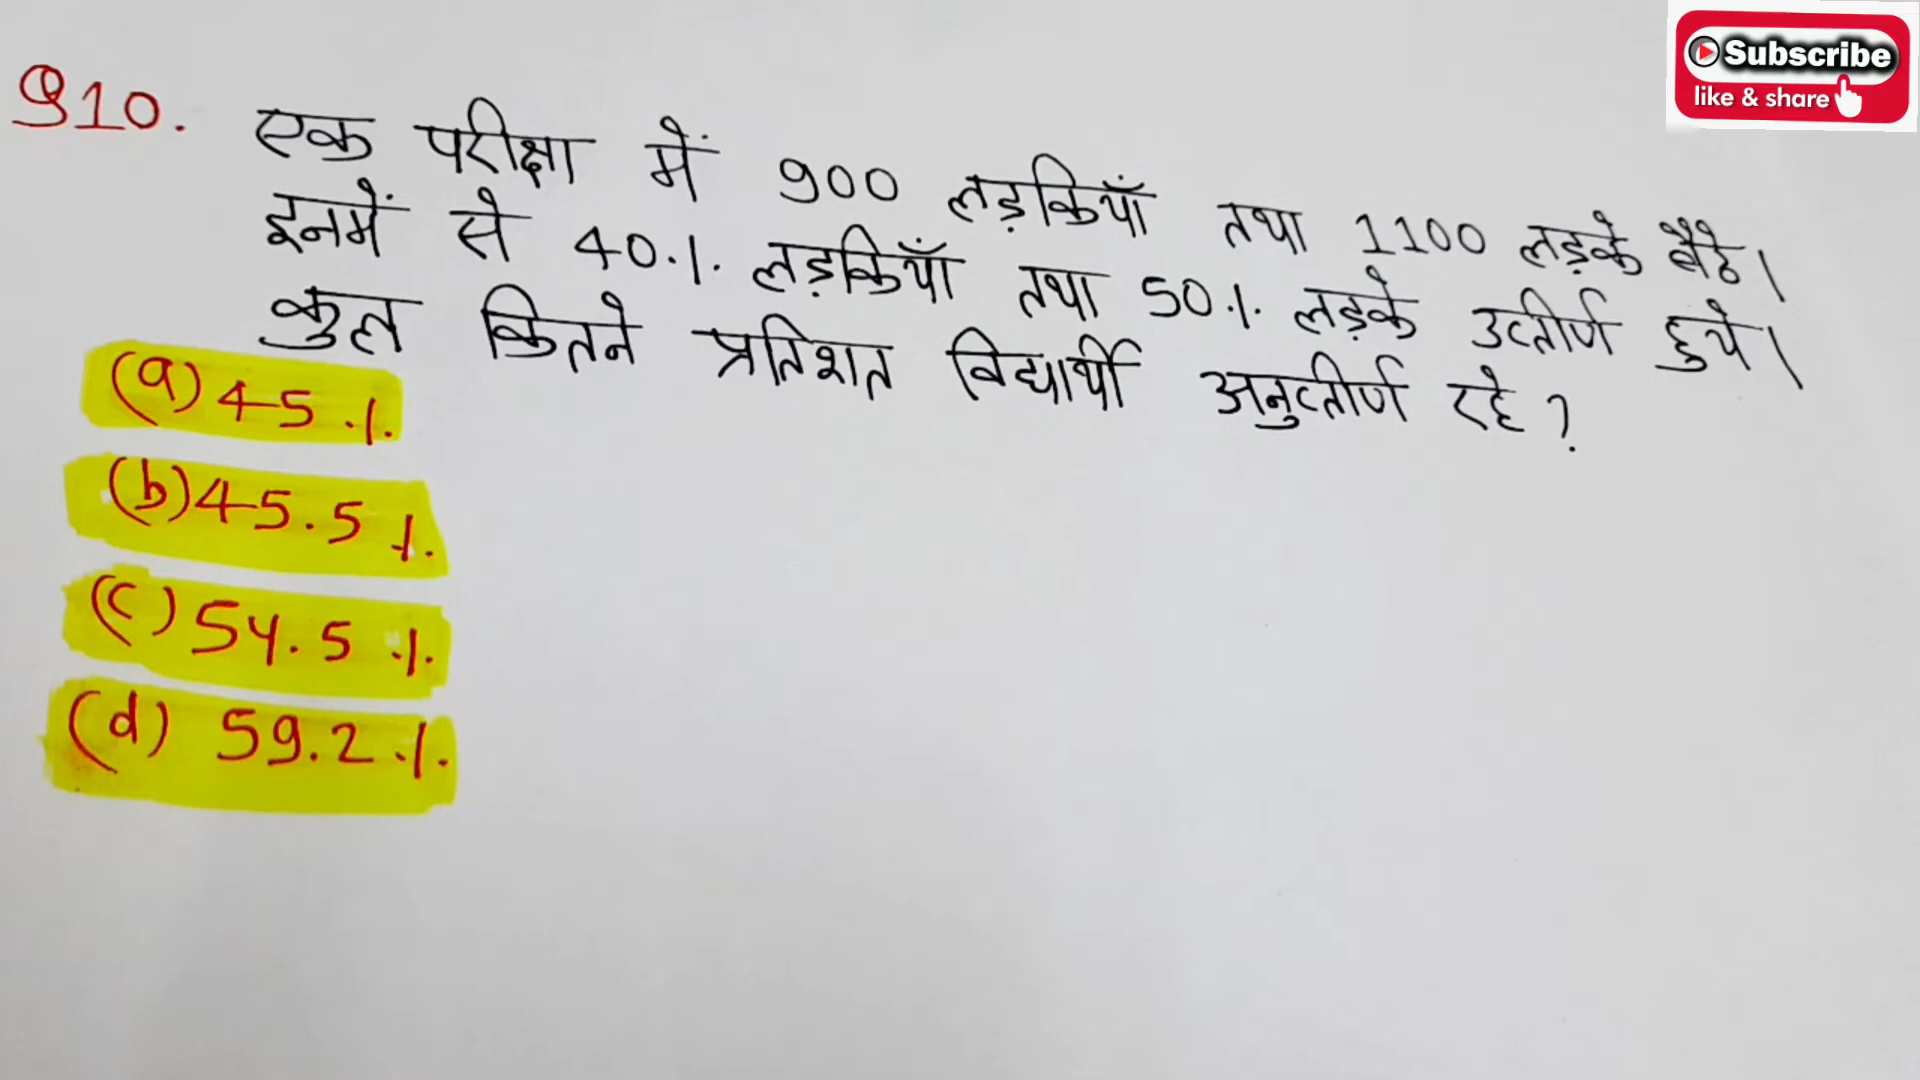 Subscribe
like & share
Q10. एक परीक्षा में 900 लड़कियाँ तथा 1100 लड़के बैठे।
इनमें से 40% लड़कियाँ तथा 50% लड़के उत्तीर्ण हुये।
कुल कितने प्रतिशत विद्यार्थी अनुत्तीर्ण रहे?
(a) 45%
(b) 45.5%
(c) 54.5%
(d) 59.2%